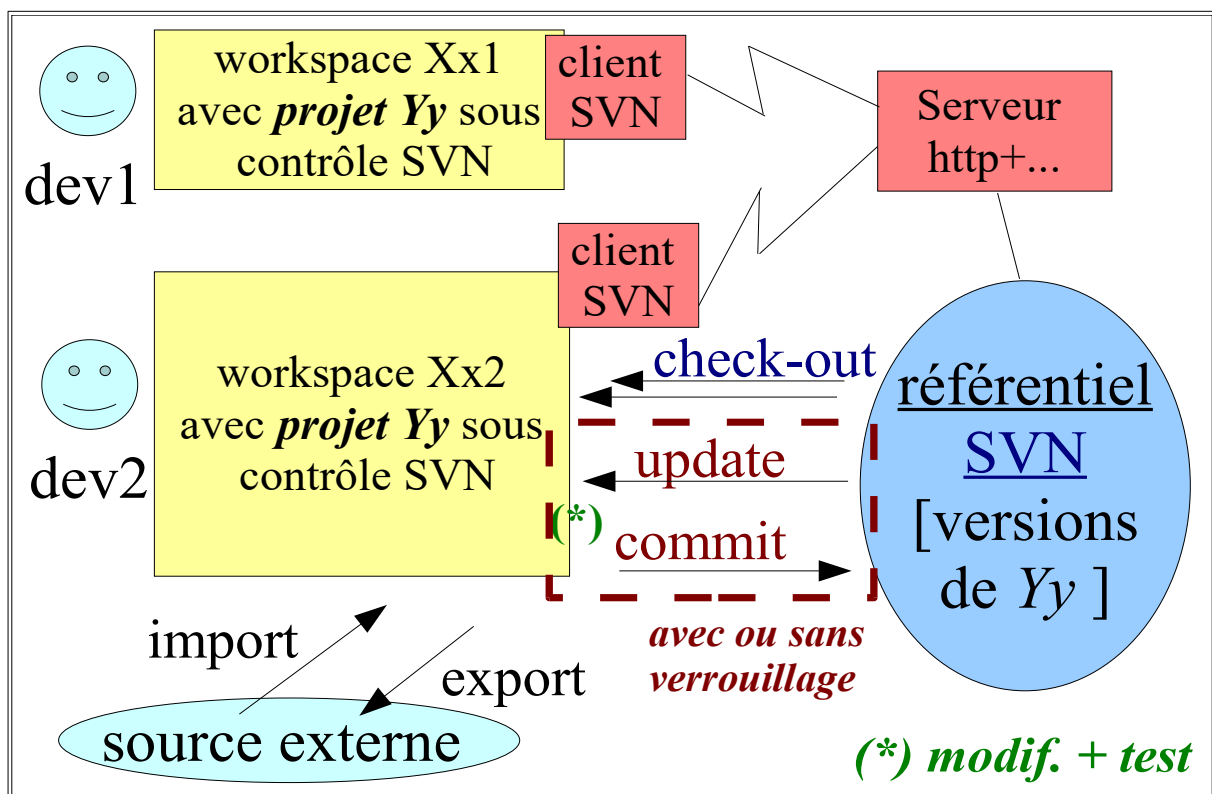 workspace Xx1
avec projet Yy sous
contrôle SVN
client
SVN
Serveur
http+...
dev1
client
SVN
workspace Xx2
avec projet Yy sous
contrôle SVN
dev2
check-out
update
(*)
commit
avec ou sans
verrouillage
référentiel
SVN
[versions
de Yy ]
import
export
source externe
(*) modif. + test